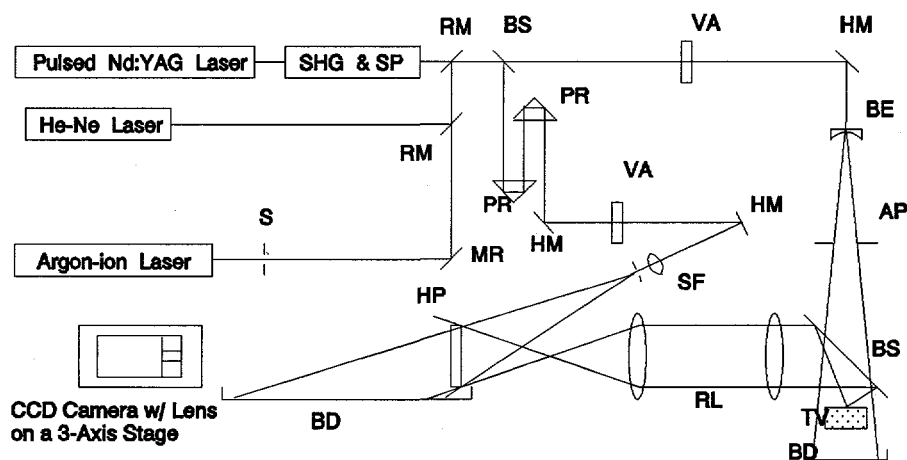 RM
BS
VA
HM
Pulsed Nd:YAG Laser
SHG & SP
PR
BE
He-Ne Laser
RM
VA
PR
HM
AP
S
HM
Argon-ion Laser
MR
SF
HP
BS
RL
CCD Camera w/ Lens
on a 3-Axis Stage
BD
TV
BD